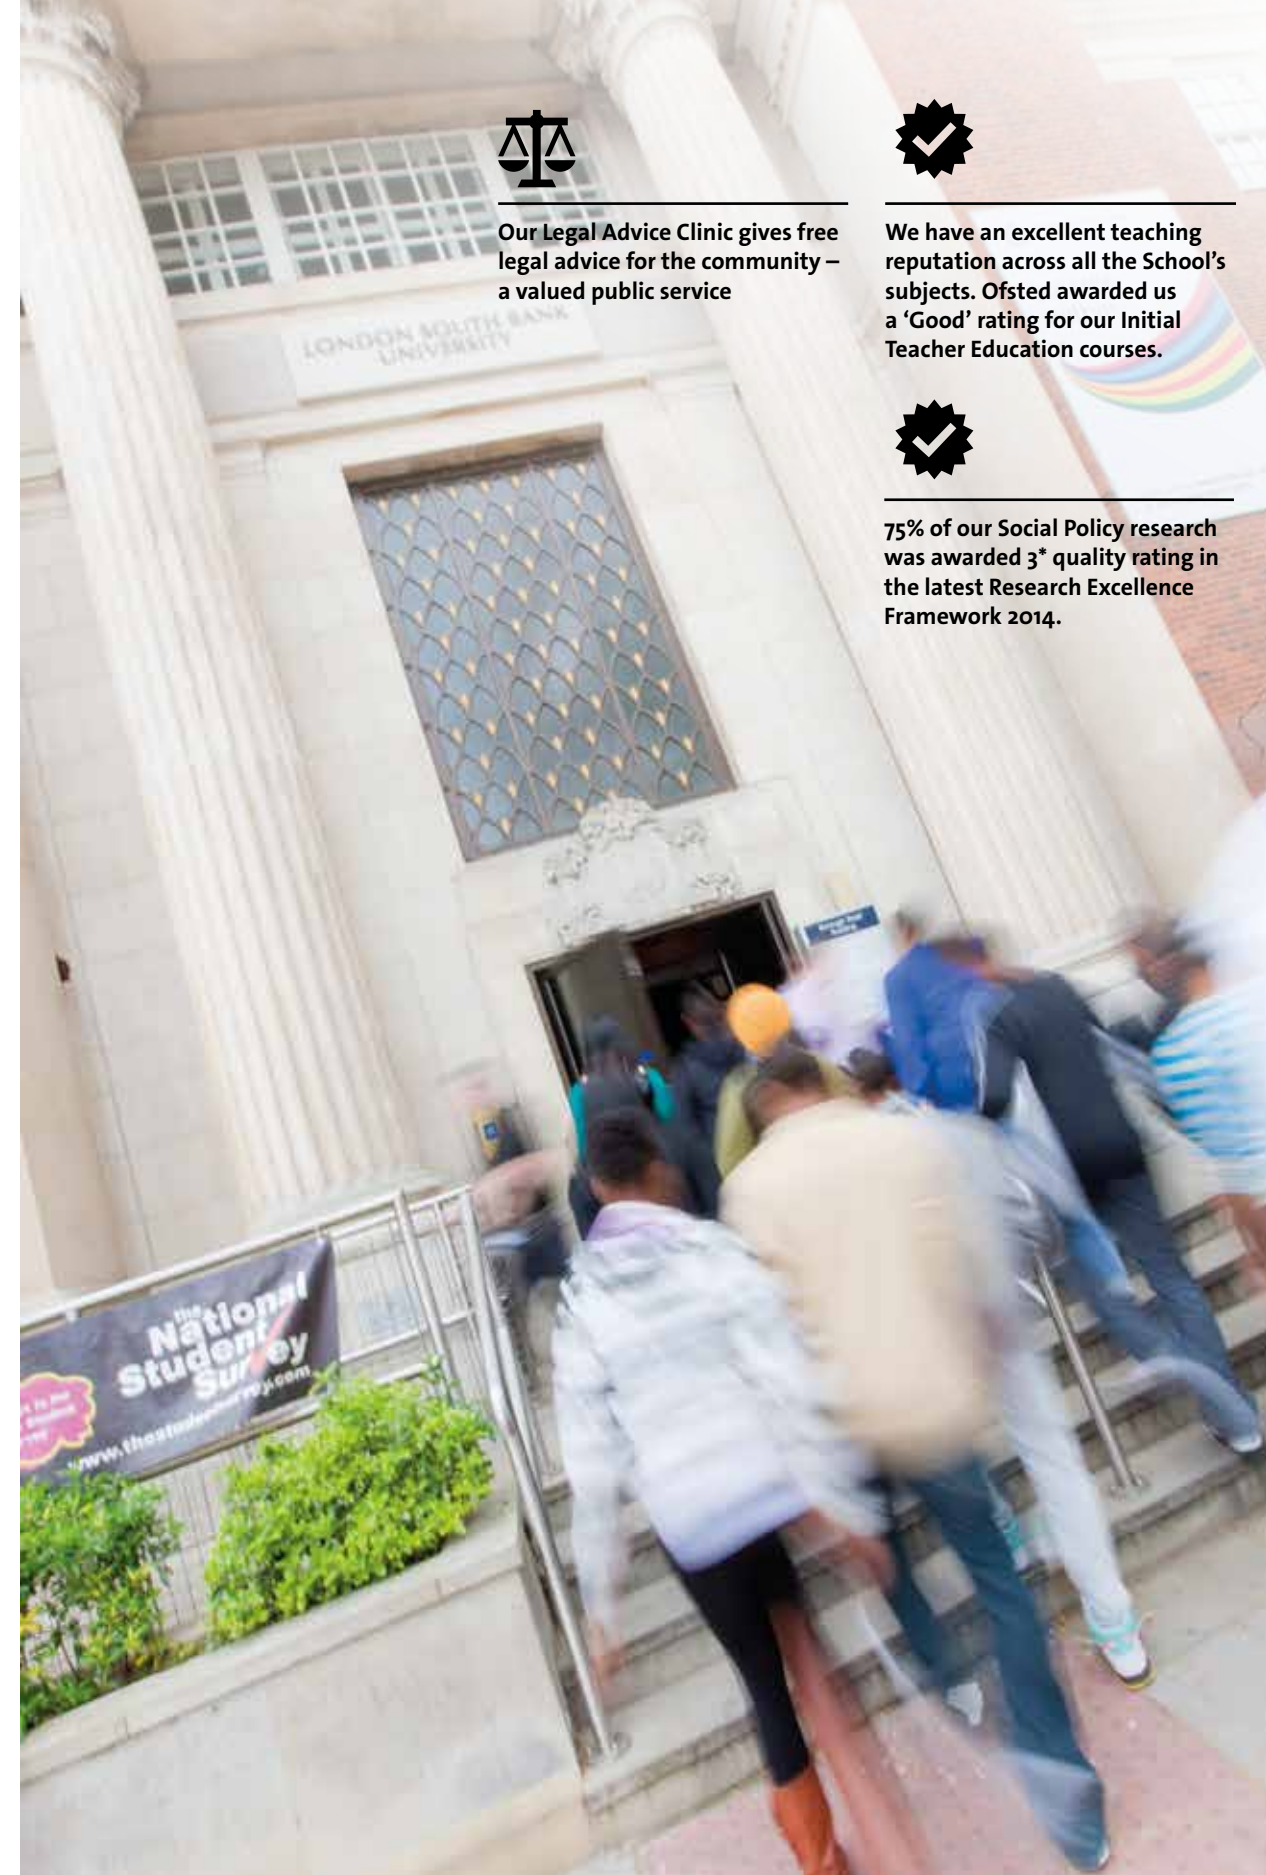 Our Legal Advice Clinic gives free
legal advice for the community –
a valued public service
We have an excellent teaching
reputation across all the School’s
subjects. Ofsted awarded us
a ‘Good’ rating for our Initial
Teacher Education courses.
75% of our Social Policy research
was awarded 3* quality rating in
the latest Research Excellence
Framework 2014.
LONDON SOUTH BANK
UNIVERSITY
the
National
Student
Survey
www.thestudentsurvey.com